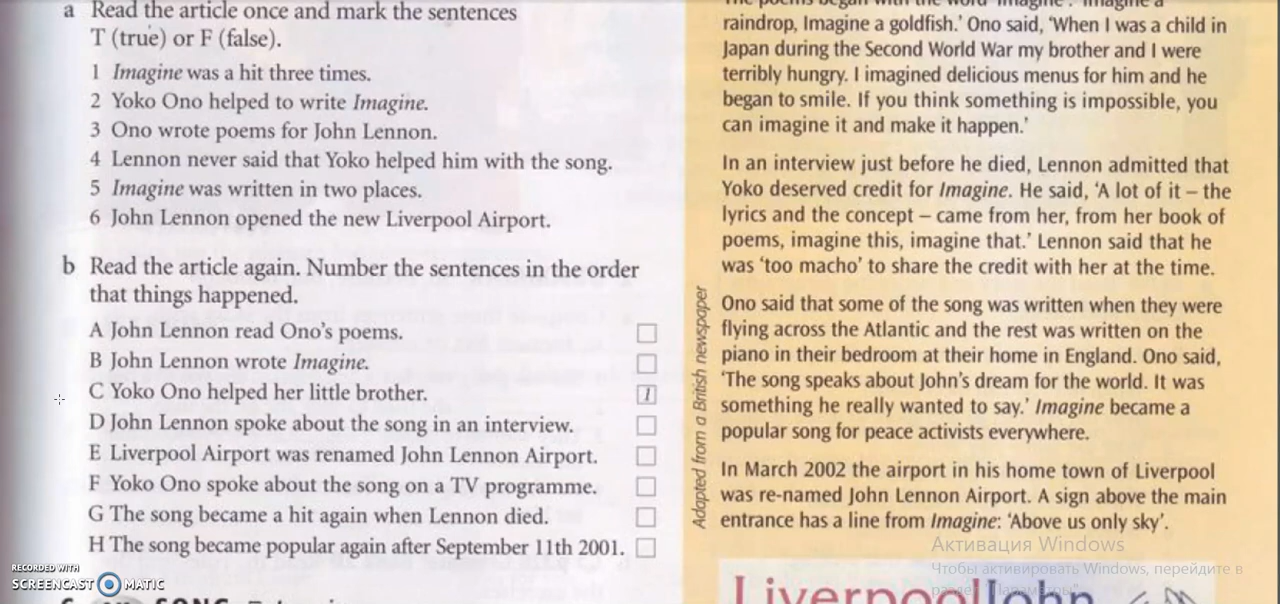 a Read the article once and mark the sentences
T (true) or F (false).
1 Imagine was a hit three times.
2 Yoko Ono helped to write Imagine.
3 Ono wrote poems for John Lennon.
4 Lennon never said that Yoko helped him with the song.
5 Imagine was written in two places.
6 John Lennon opened the new Liverpool Airport.
b Read the article again. Number the sentences in the order
that things happened.
A John Lennon read Ono's poems.
B John Lennon wrote Imagine.
C Yoko Ono helped her little brother. 1
D John Lennon spoke about the song in an interview.
E Liverpool Airport was renamed John Lennon Airport.
F Yoko Ono spoke about the song on a TV programme.
G The song became a hit again when Lennon died.
H The song became popular again after September 11th 2001.
RECORDED WITH
SCREENCAST MATIC
SONG
The poems began with the word 'Imagine': 'Imagine a
raindrop, Imagine a goldfish.' Ono said, 'When I was a child in
Japan during the Second World War my brother and I were
terribly hungry. I imagined delicious menus for him and he
began to smile. If you think something is impossible, you
can imagine it and make it happen.'
In an interview just before he died, Lennon admitted that
Yoko deserved credit for Imagine. He said, 'A lot of it – the
lyrics and the concept – came from her, from her book of
poems, imagine this, imagine that.' Lennon said that he
was 'too macho' to share the credit with her at the time.
Ono said that some of the song was written when they were
flying across the Atlantic and the rest was written on the
piano in their bedroom at their home in England. Ono said,
'The song speaks about John's dream for the world. It was
something he really wanted to say.' Imagine became a
popular song for peace activists everywhere.
In March 2002 the airport in his home town of Liverpool
was re-named John Lennon Airport. A sign above the main
entrance has a line from Imagine: 'Above us only sky'.
Adapted from a British newspaper
Активация Windows
Чтобы активировать Windows, перейдите в
раздел "Параметры".
LiverpoolJohn